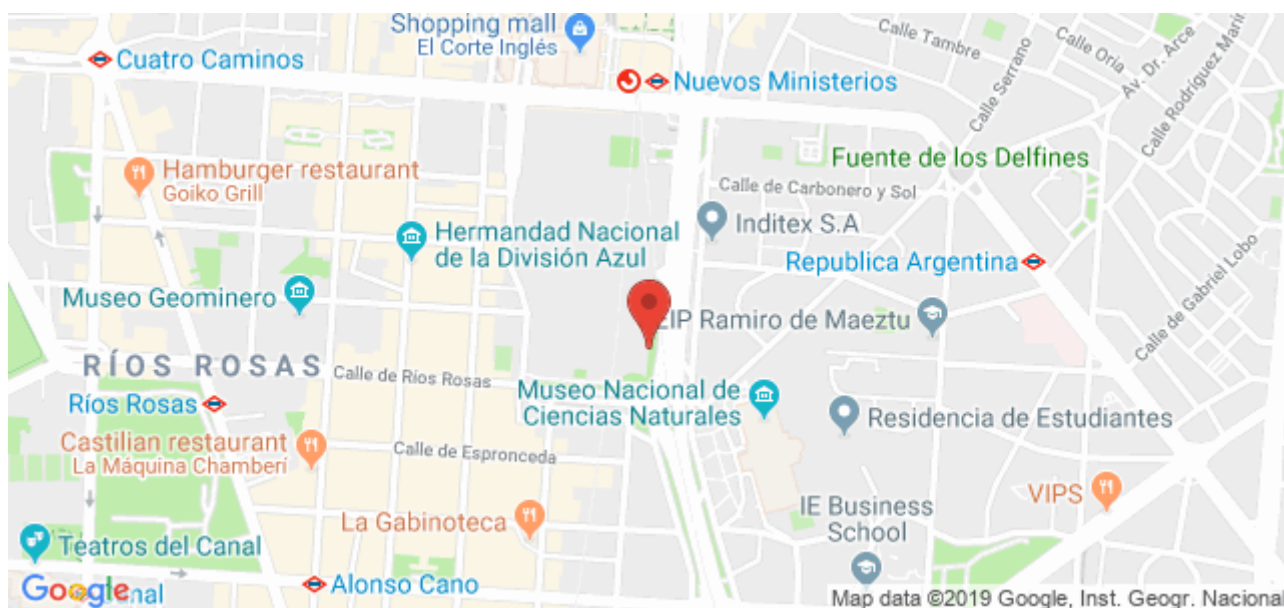 Shopping mall
El Corte Inglés
Cuatro Caminos
Nuevos Ministerios
Calle Tambre
Calle Serrano
Calle Oria
Av. Dr. Arce
Calle Rodríguez Marín
Hamburger restaurant
Goiko Grill
Fuente de los Delfines
Calle de Carbonero y Sol
Inditex S.A
Hermandad Nacional
de la División Azul
Republica Argentina
Calle de Gabriel Lobo
Museo Geominero
EIP Ramiro de Maeztu
RÍOS ROSAS
Calle de Ríos Rosas
Museo Nacional de
Ciencias Naturales
Ríos Rosas
Residencia de Estudiantes
Castilian restaurant
La Máquina Chamberí
Calle de Espronceda
VIPS
La Gabinoteca
IE Business
School
Teatros del Canal
Alonso Cano
Google
nal
Map data ©2019 Google, Inst. Geogr. Naciona